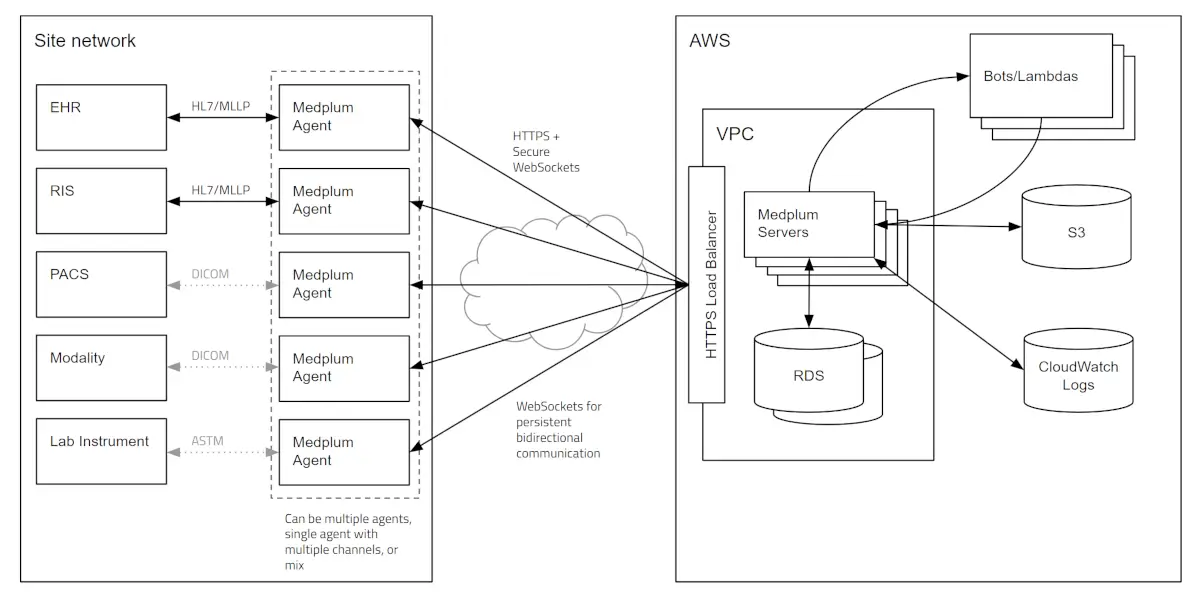 Site network
EHR
HL7/MLLP
Medplum
Agent
RIS
HL7/MLLP
Medplum
Agent
PACS
DICOM
Medplum
Agent
Modality
DICOM
Medplum
Agent
Lab Instrument
ASTM
Medplum
Agent
Can be multiple agents,
single agent with
multiple channels, or
mix
HTTPS +
Secure
WebSockets
WebSockets for
persistent
bidirectional
communication
AWS
VPC
HTTPS Load Balancer
Medplum
Servers
RDS
Bots/Lambdas
S3
CloudWatch
Logs